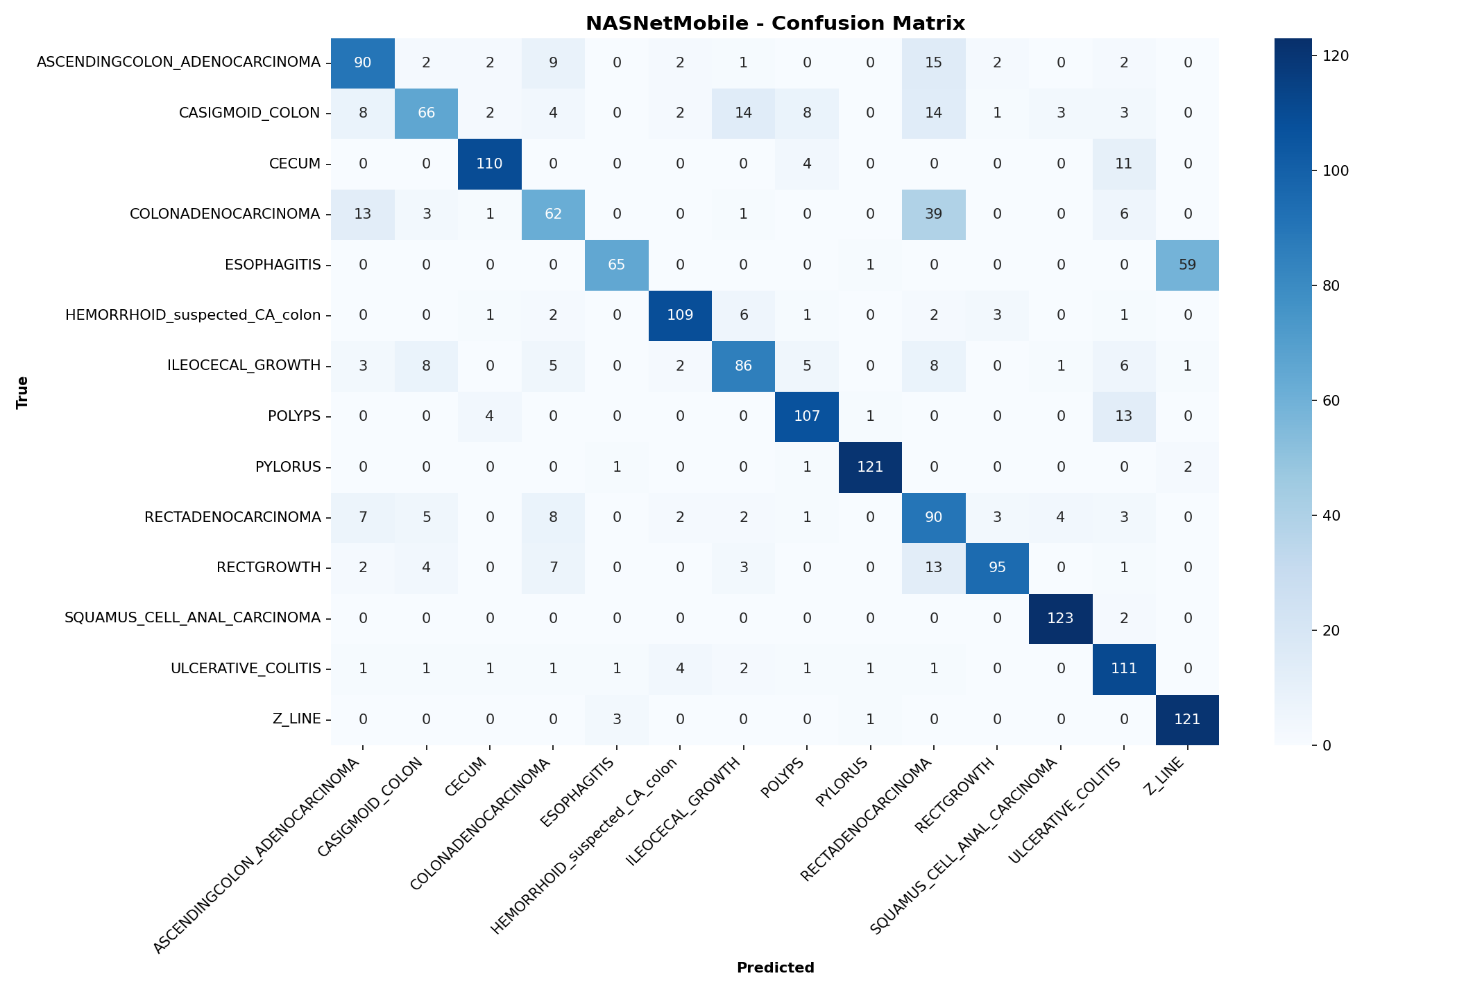 NASNetMobile - Confusion Matrix
ASCENDINGCOLON_ADENOCARCINOMA 90 2 2 9 0 2 1 0 0 15 2 0 2 0
CASIGMOID_COLON 8 66 2 4 0 2 14 8 0 14 1 3 3 0
CECUM 0 0 110 0 0 0 0 4 0 0 0 0 11 0
COLONADENOCARCINOMA 13 3 1 62 0 0 1 0 0 39 0 0 6 0
ESOPHAGITIS 0 0 0 0 65 0 0 0 1 0 0 0 0 59
HEMORRHOID_suspected_CA_colon 0 0 1 2 0 109 6 1 0 2 3 0 1 0
ILEOCECAL_GROWTH 3 8 0 5 0 2 86 5 0 8 0 1 6 1
POLYPS 0 0 4 0 0 0 0 107 1 0 0 0 13 0
PYLORUS 0 0 0 0 1 0 0 1 121 0 0 0 0 2
RECTADENOCARCINOMA 7 5 0 8 0 2 2 1 0 90 3 4 3 0
RECTGROWTH 2 4 0 7 0 0 3 0 0 13 95 0 1 0
SQUAMUS_CELL_ANAL_CARCINOMA 0 0 0 0 0 0 0 0 0 0 0 123 2 0
ULCERATIVE_COLITIS 1 1 1 1 1 4 2 1 1 1 0 0 111 0
Z_LINE 0 0 0 0 3 0 0 0 1 0 0 0 0 121
True
ASCENDINGCOLON_ADENOCARCINOMA
CASIGMOID_COLON
CECUM
COLONADENOCARCINOMA
ESOPHAGITIS
HEMORRHOID_suspected_CA_colon
ILEOCECAL_GROWTH
POLYPS
PYLORUS
RECTADENOCARCINOMA
RECTGROWTH
SQUAMUS_CELL_ANAL_CARCINOMA
ULCERATIVE_COLITIS
Z_LINE
Predicted
120
100
80
60
40
20
0